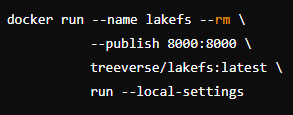 docker run --name lakefs --rm \
--publish 8000:8000 \
treeverse/lakefs:latest \
run --local-settings